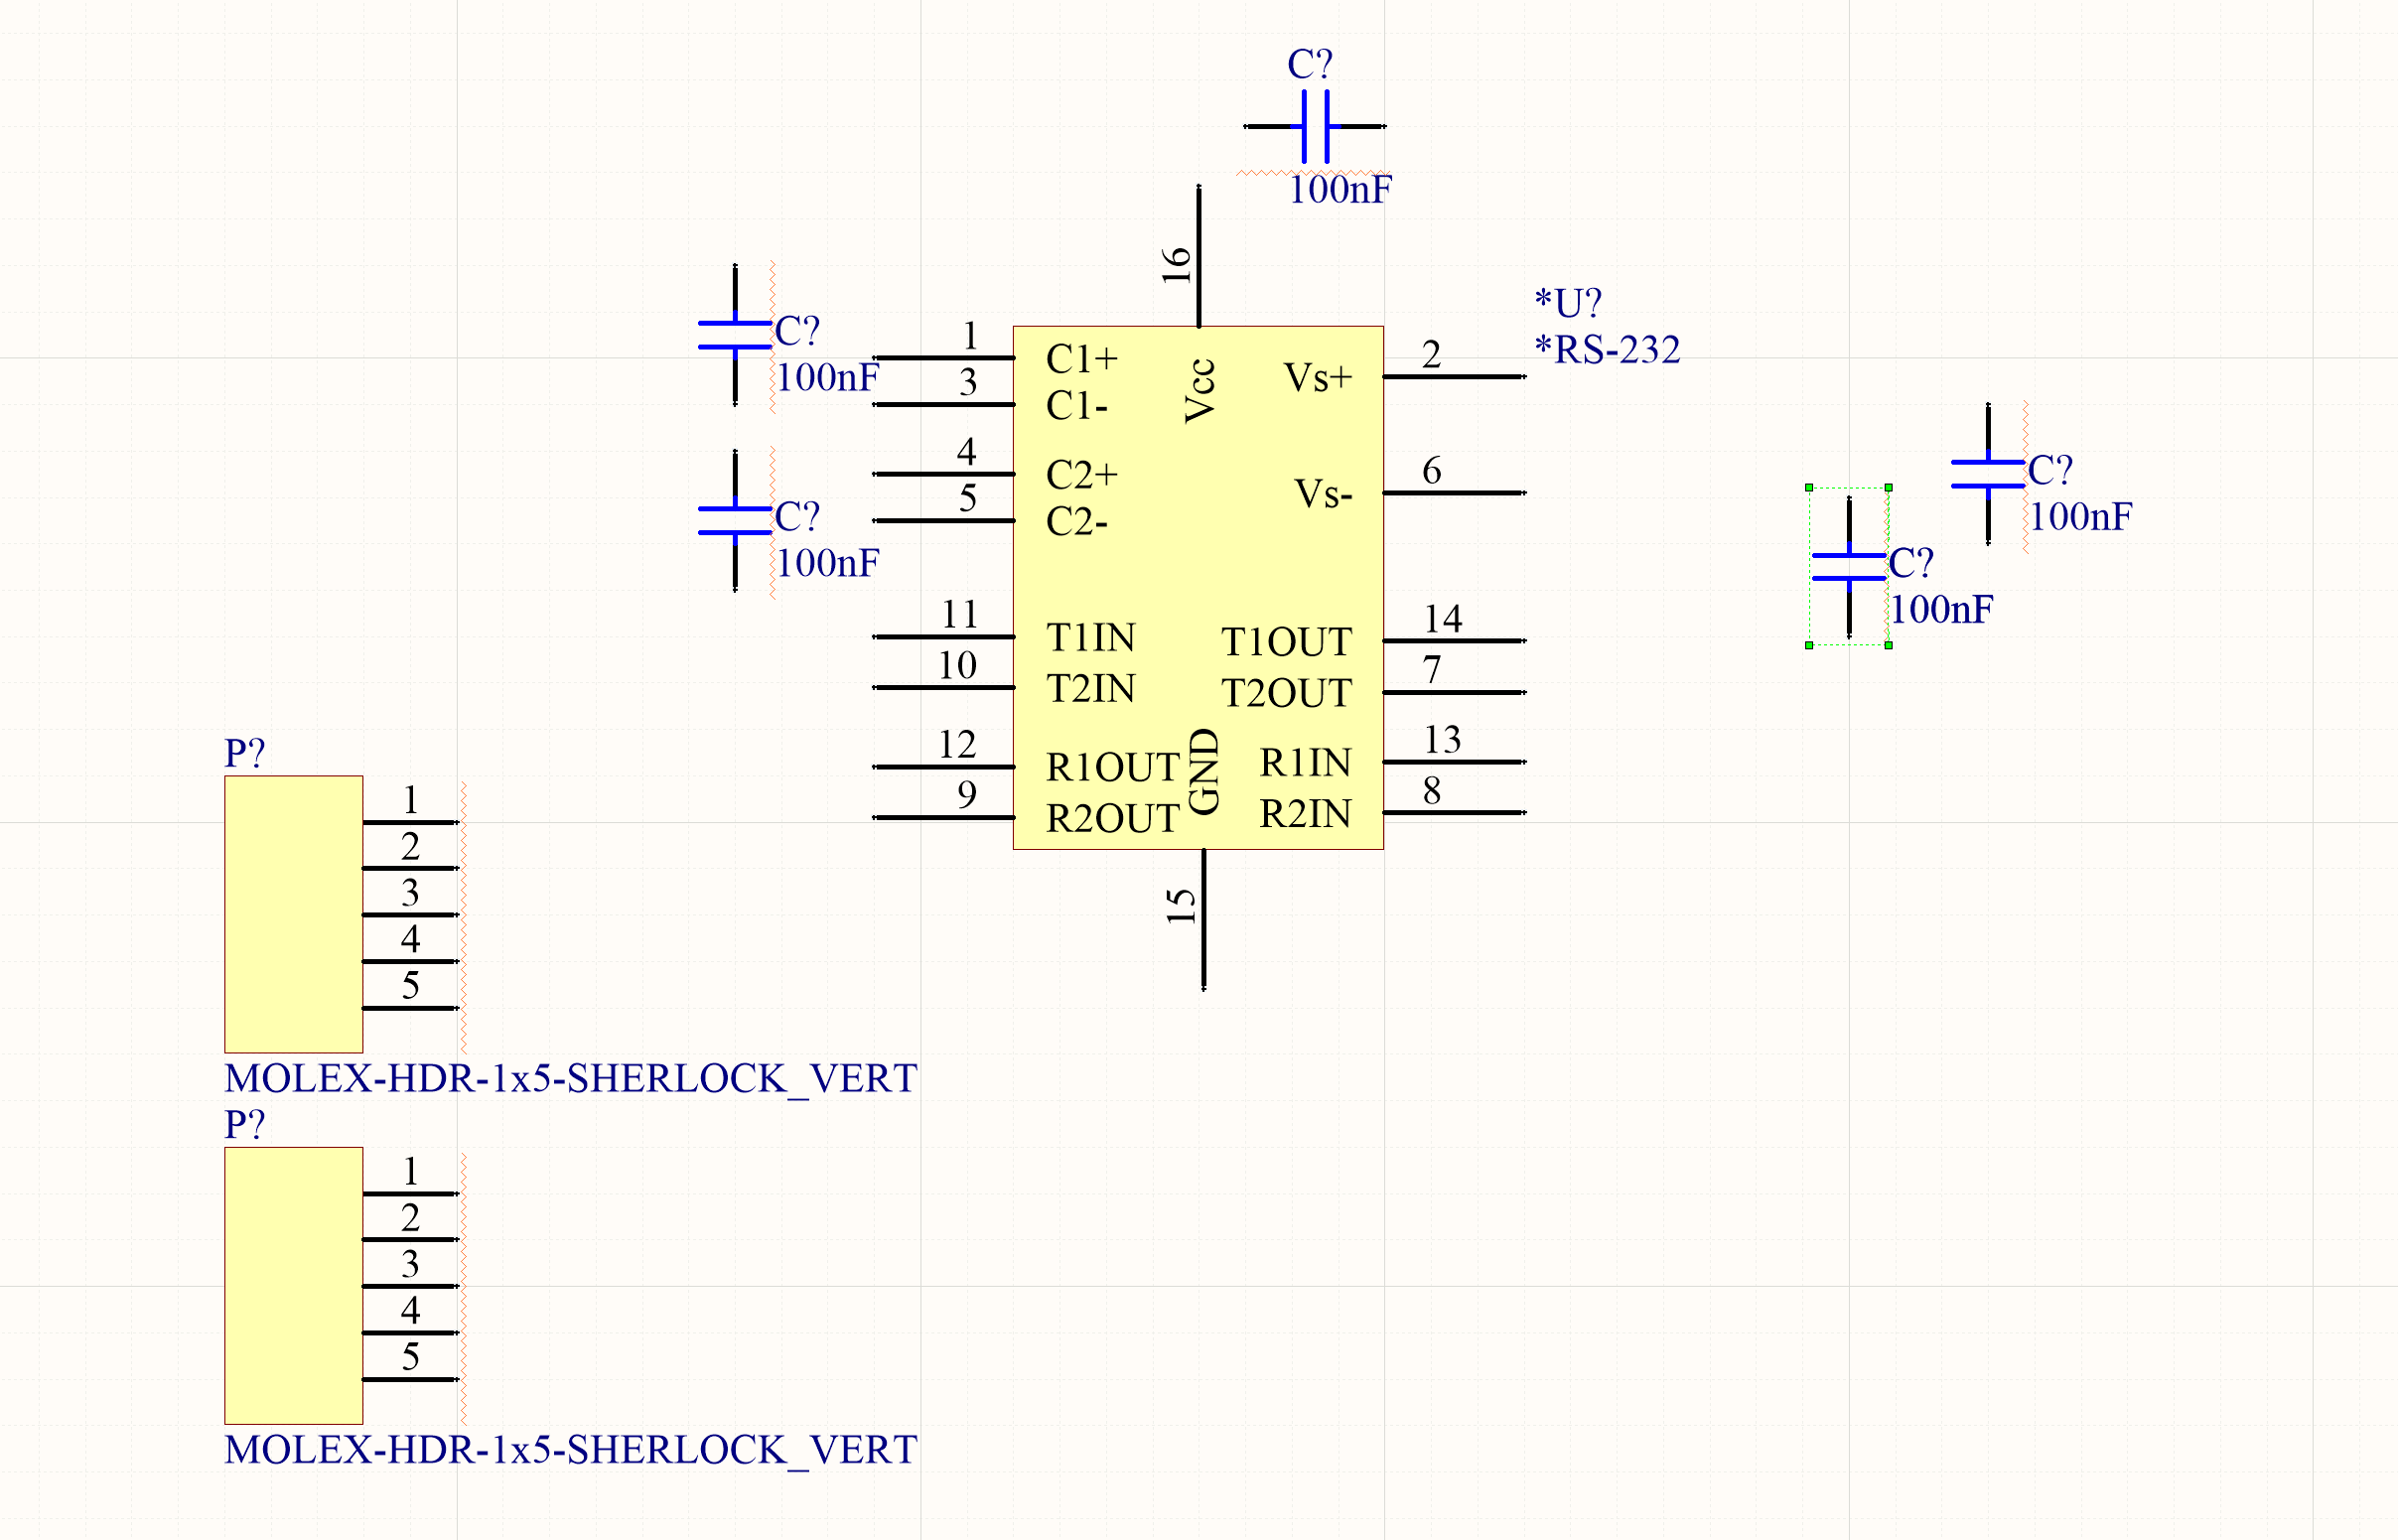 C?
100nF
16
*U?
*RS-232
C?
100nF
1
3
C1+
C1-
Vcc
Vs+
2
4
5
C2+
C2-
Vs-
6
C?
100nF
C?
100nF
C?
100nF
11
10
T1IN
T2IN
T1OUT
T2OUT
14
7
12
9
R1OUT
R2OUT
GND
R1IN
R2IN
13
8
15
P?
1
2
3
4
5
MOLEX-HDR-1x5-SHERLOCK_VERT
P?
1
2
3
4
5
MOLEX-HDR-1x5-SHERLOCK_VERT